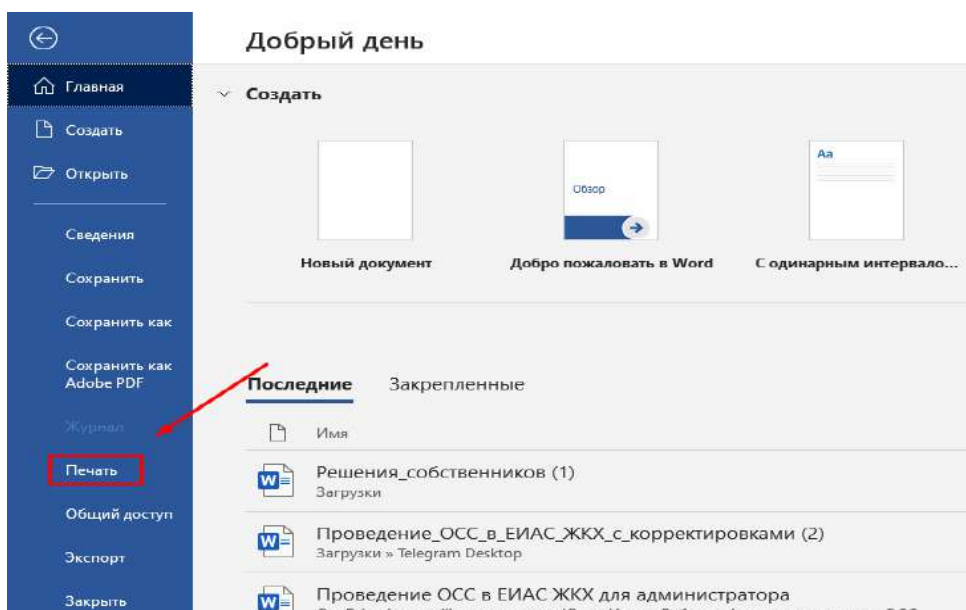 Добрый день
Главная
Создать
Открыть
Сведения
Сохранить
Сохранить как
Сохранить как
Adobe PDF
Журнал
Печать
Общий доступ
Экспорт
Закрыть
Создать
Обзор
Aa
Новый документ
Добро пожаловать в Word
С одинарным интервало...
Последние Закрепленные
Имя
Решения_собственников (1)
Загрузки
Проведение_ОСС_в_ЕИАС_ЖКХ_с_корректировками (2)
Загрузки » Telegram Desktop
Проведение ОСС в ЕИАС ЖКХ для администратора